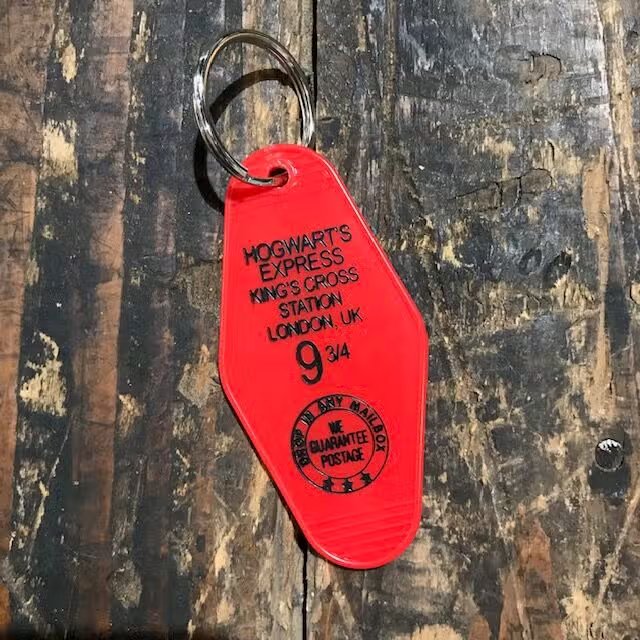 HOGWART'S
EXPRESS
KING'S CROSS
STATION
LONDON, UK
9 3/4
DROP IN ANY MAILBOX
WE
GUARANTEE
POSTAGE